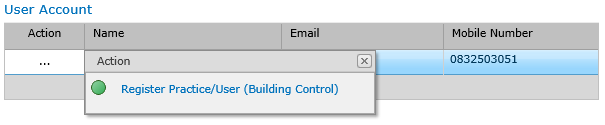 User Account
Action Name Email Mobile Number
... 0832503051
Action
Register Practice/User (Building Control)